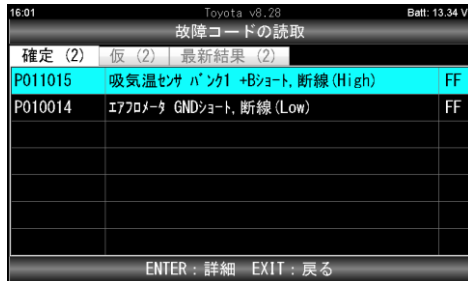 16:01 Toyota v8.28 Batt: 13.34 V
故障コードの読取
確定 (2) 仮 (2) 最新結果 (2)
P011015 吸気温センサ バンク1 +Bショート,断線(High) FF
P010014 エアフロメータ GNDショート,断線(Low) FF
ENTER:詳細 EXIT:戻る